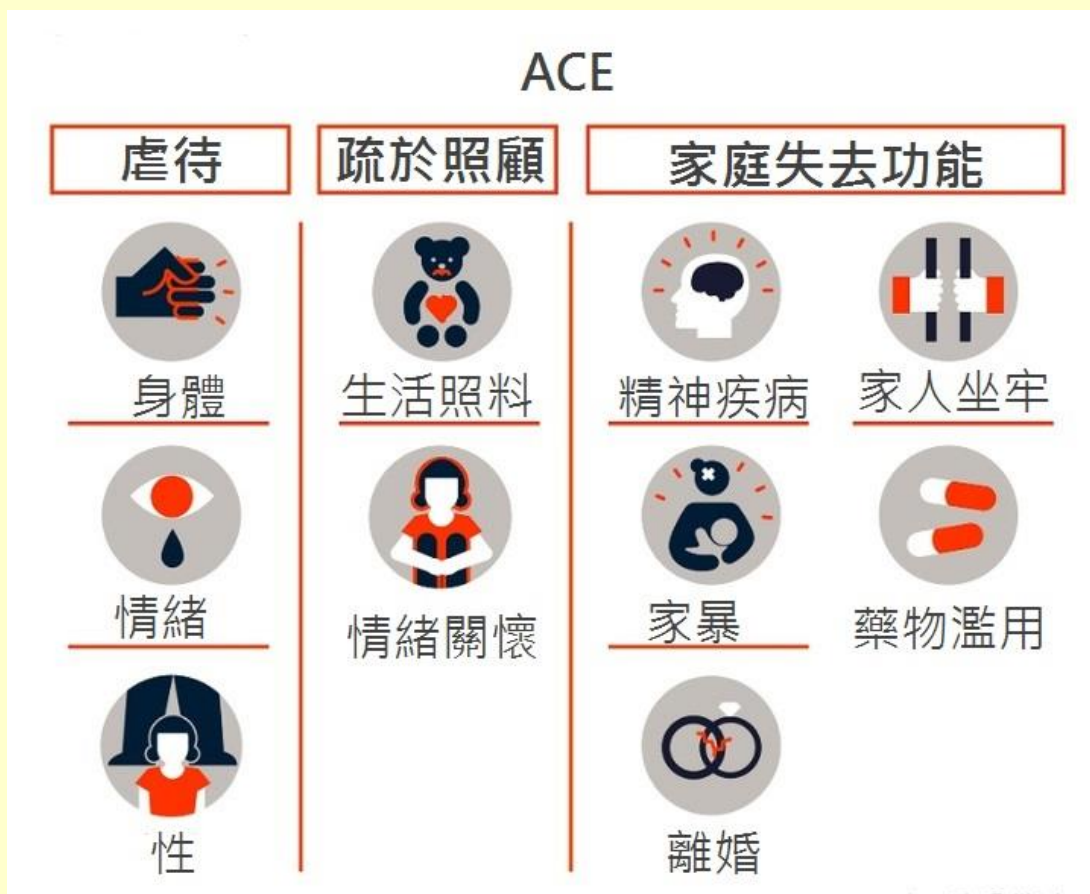 ACE
虐待
疏於照顧
家庭失去功能
身體
生活照料
精神疾病
家人坐牢
情緒
情緒關懷
家暴
藥物濫用
性
離婚